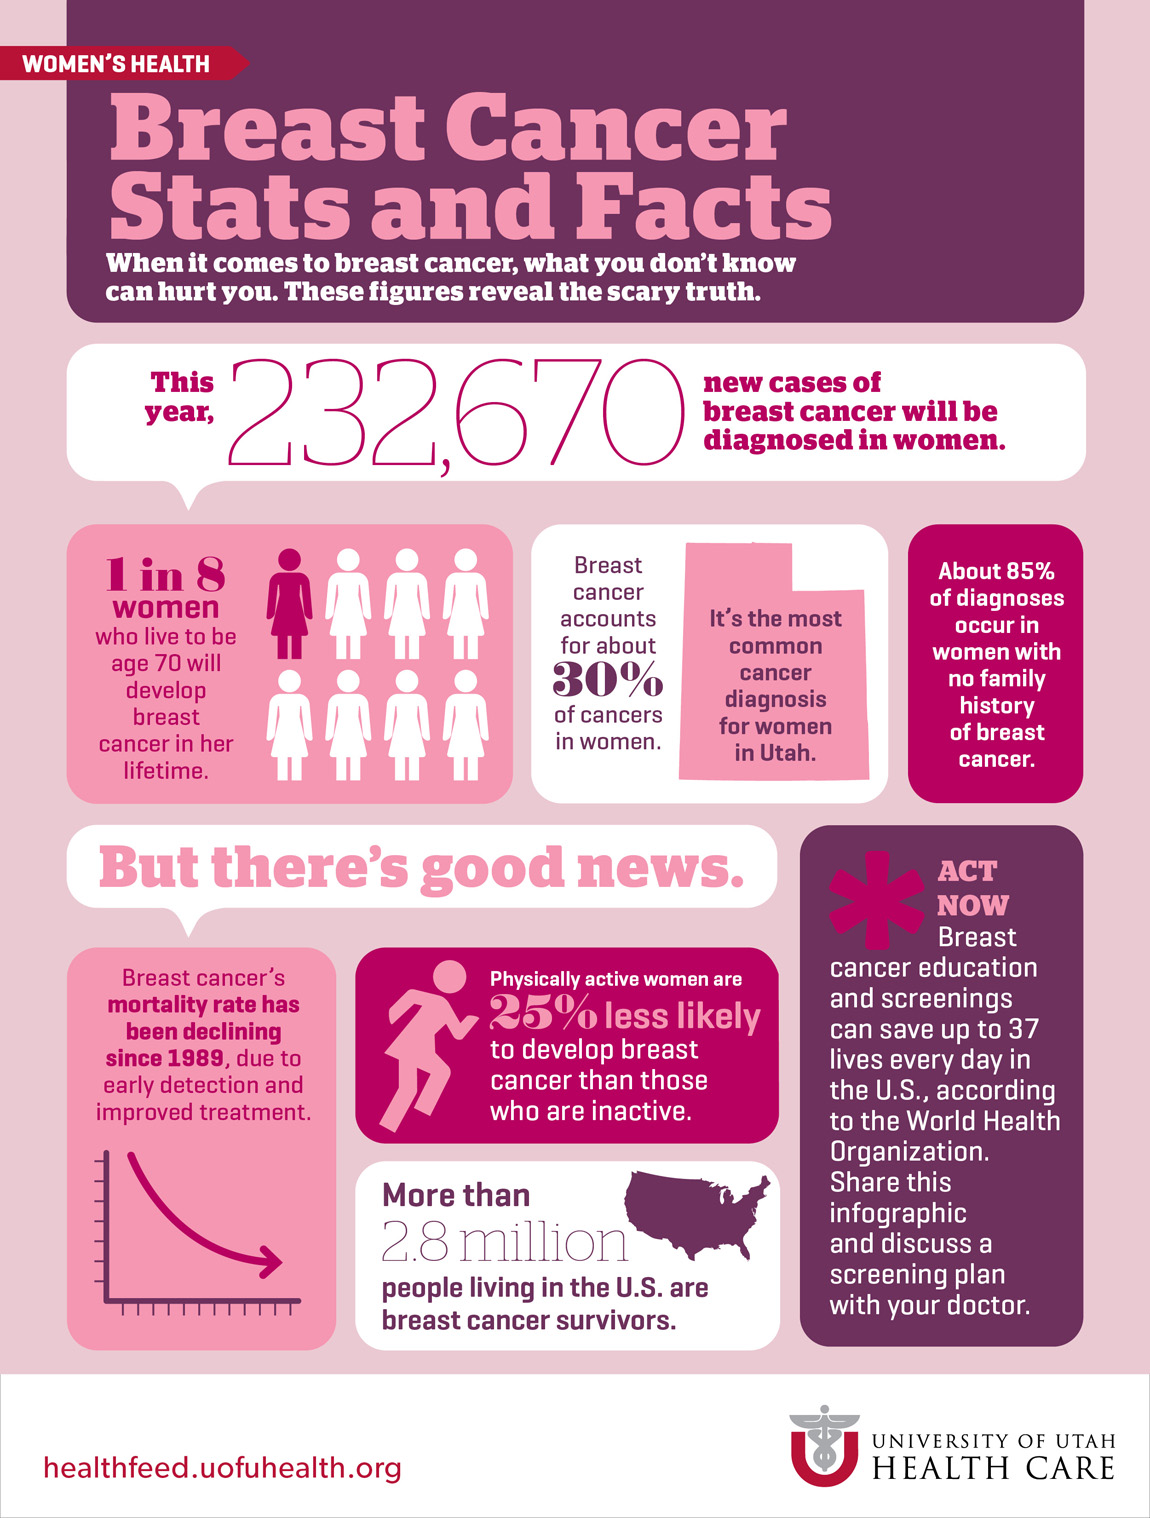 WOMEN'S HEALTH
Breast Cancer
Stats and Facts
When it comes to breast cancer, what you don't know
can hurt you. These figures reveal the scary truth.
This
year,
232,670
new cases of
breast cancer will be
diagnosed in women.
1 in 8
women
who live to be
age 70 will
develop
breast
cancer in her
lifetime.
Breast
cancer
accounts
for about
30%
of cancers
in women.
It's the most
common
cancer
diagnosis
for women
in Utah.
About 85%
of diagnoses
occur in
women with
no family
history
of breast
cancer.
But there's good news.
Breast cancer's
mortality rate has
been declining
since 1989, due to
early detection and
improved treatment.
Physically active women are
25% less likely
to develop breast
cancer than those
who are inactive.
More than
2.8 million
people living in the U.S. are
breast cancer survivors.
ACT
NOW
Breast
cancer education
and screenings
can save up to 37
lives every day in
the U.S., according
to the World Health
Organization.
Share this
infographic
and discuss a
screening plan
with your doctor.
healthfeed.uofuhealth.org
UNIVERSITY OF UTAH
HEALTH CARE